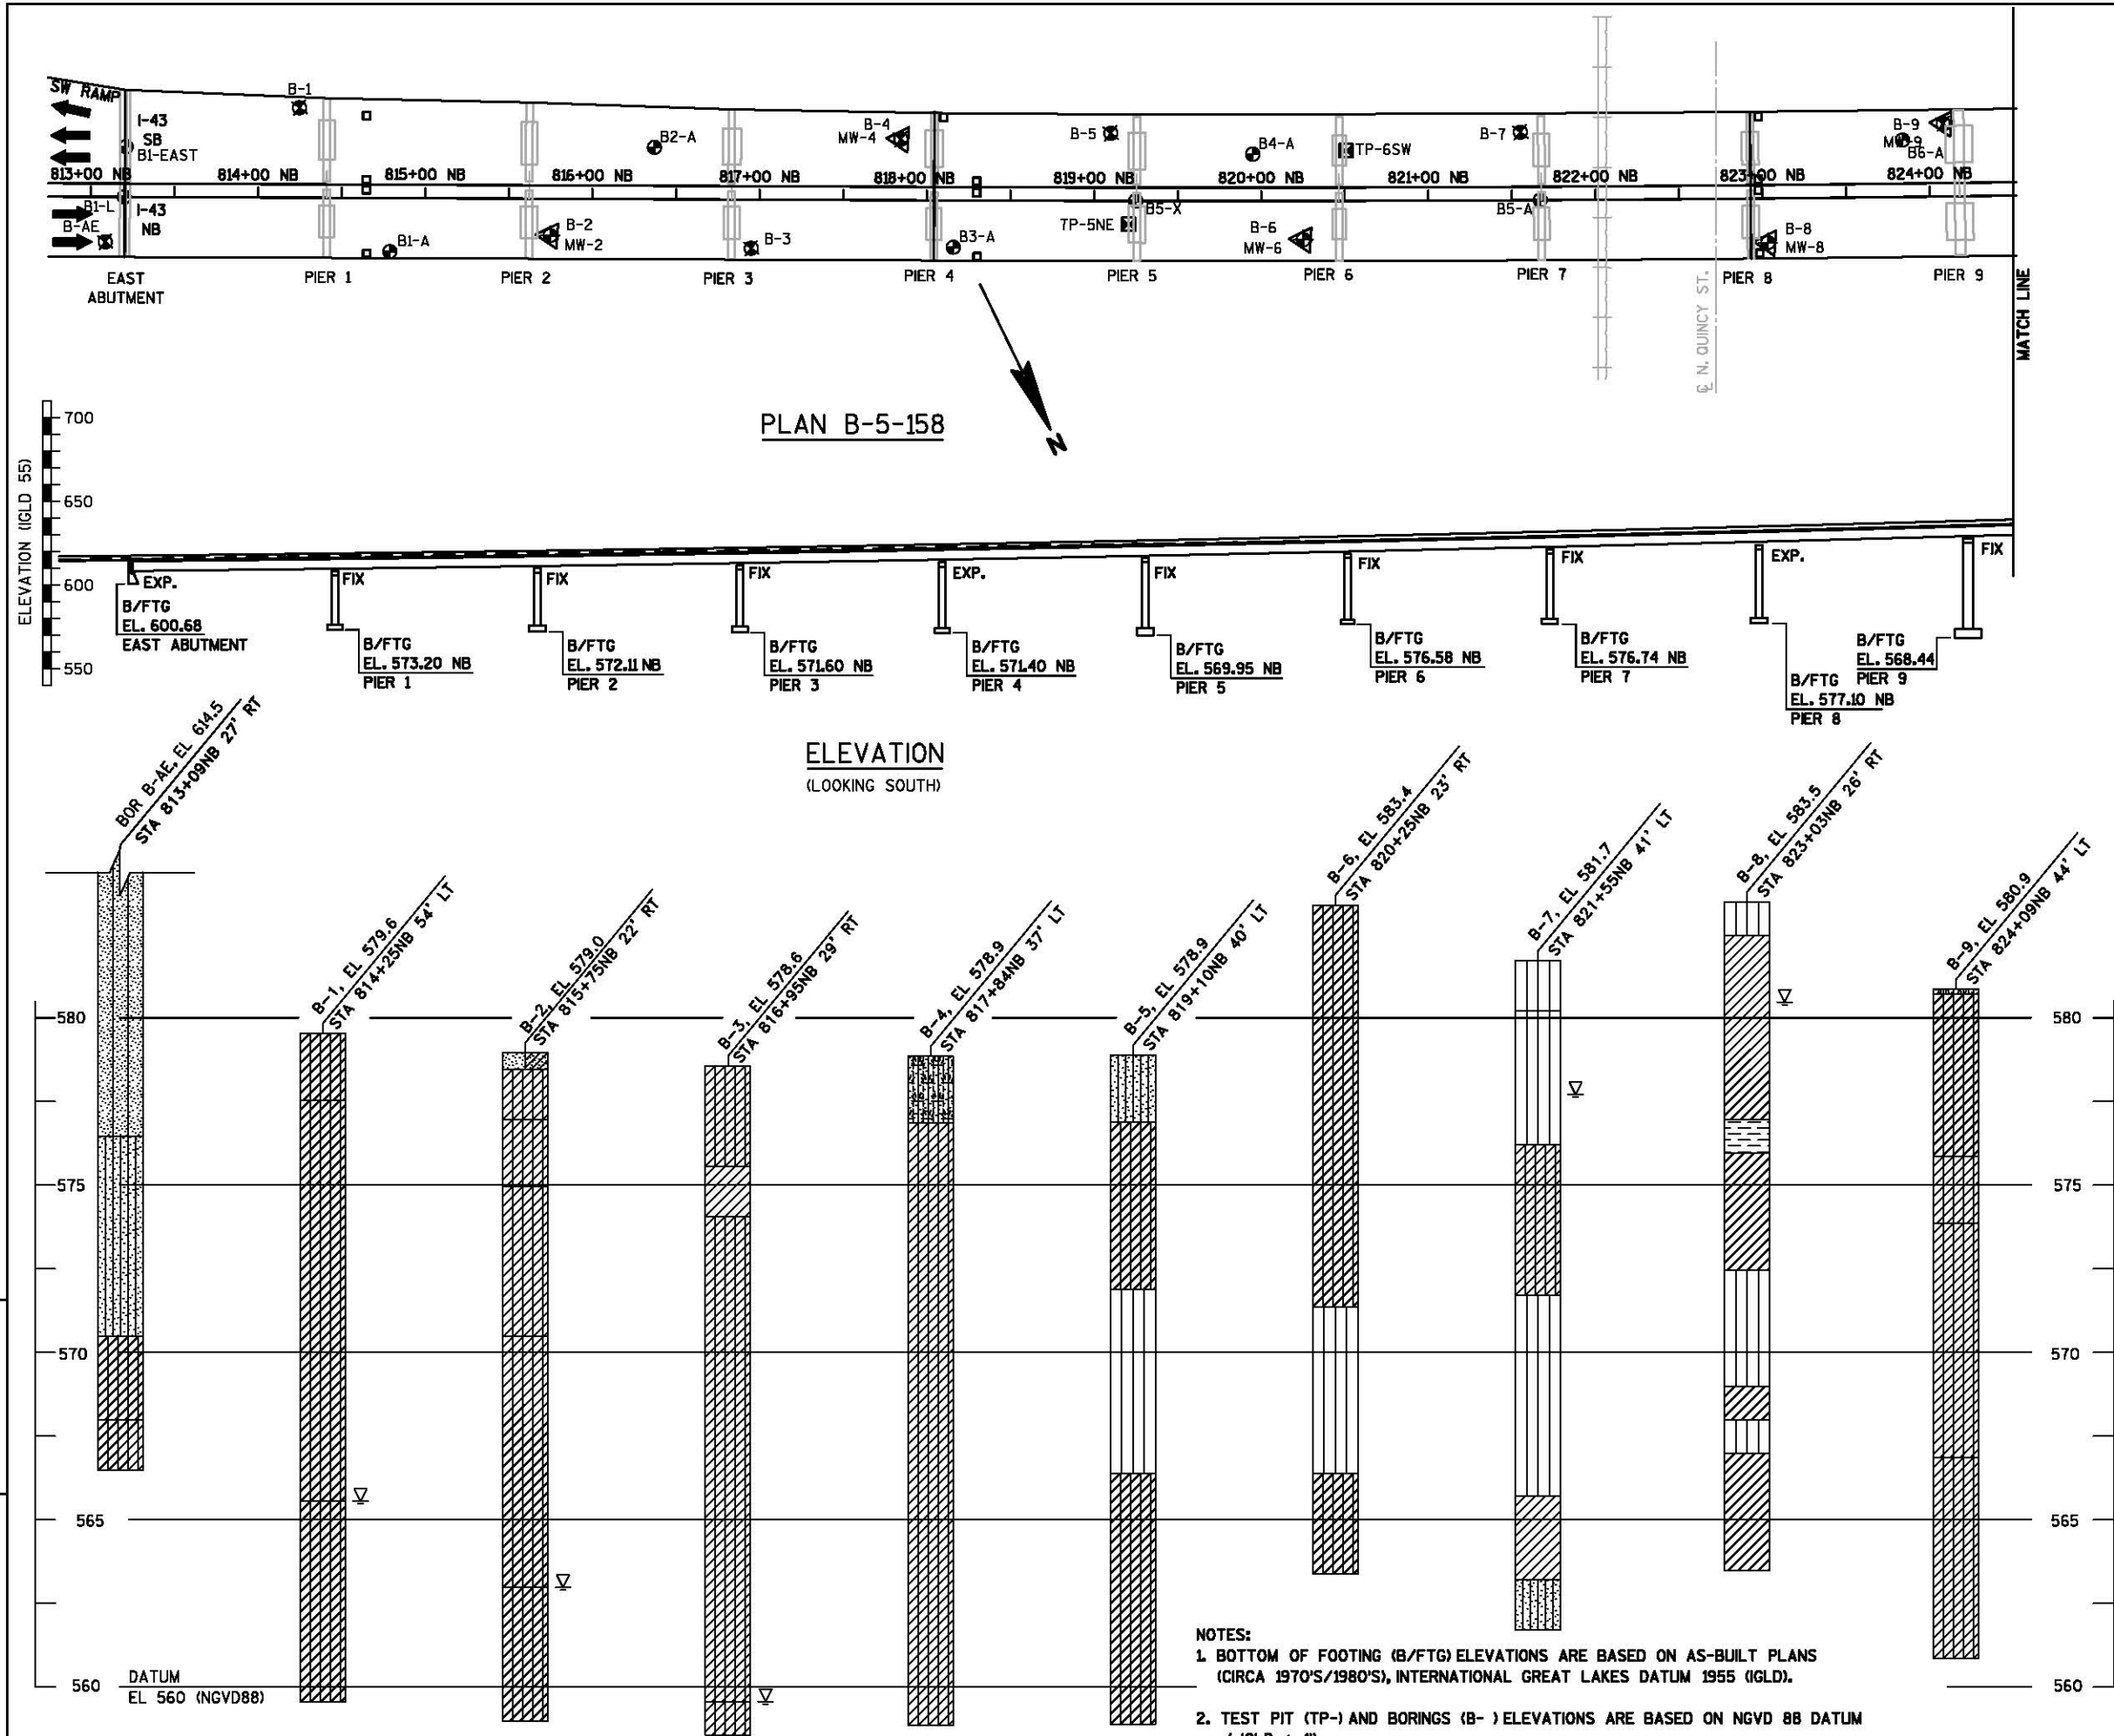 SW RAMP
I-43
SB
B1-EAST
B-1
B2-A
B-4
MW-4
B-5
B4-A
TP-6SW
B-7
B-9
MW-9
B6-A
813+00 NB
814+00 NB
815+00 NB
816+00 NB
817+00 NB
818+00 NB
819+00 NB
820+00 NB
821+00 NB
822+00 NB
823+00 NB
824+00 NB
B1-L
I-43
NB
B-AE
B1-A
B-2
MW-2
B-3
B3-A
TP-5NE
B5-X
B-6
MW-6
B5-A
B-8
MW-8
EAST
ABUTMENT
PIER 1
PIER 2
PIER 3
PIER 4
PIER 5
PIER 6
PIER 7
PIER 8
PIER 9
MATCH LINE
℄ N. QUINCY ST.
N
PLAN B-5-158
ELEVATION (IGLD 55)
700
650
600
550
EXP.
FIX
FIX
FIX
EXP.
FIX
FIX
FIX
EXP.
FIX
B/FTG
EL. 600.68
EAST ABUTMENT
B/FTG
EL. 573.20 NB
PIER 1
B/FTG
EL. 572.11 NB
PIER 2
B/FTG
EL. 571.60 NB
PIER 3
B/FTG
EL. 571.40 NB
PIER 4
B/FTG
EL. 569.95 NB
PIER 5
B/FTG
EL. 576.58 NB
PIER 6
B/FTG
EL. 576.74 NB
PIER 7
B/FTG
EL. 577.10 NB
PIER 8
B/FTG
EL. 568.44
PIER 9
ELEVATION
(LOOKING SOUTH)
BOR B-AE, EL 614.5
STA 813+09NB 27' RT
B-1, EL 579.6
STA 814+25NB 54' LT
B-2, EL 579.0
STA 815+75NB 22' RT
B-3, EL 578.6
STA 816+95NB 29' RT
B-4, EL 578.9
STA 817+84NB 37' LT
B-5, EL 578.9
STA 819+10NB 40' LT
B-6, EL 583.4
STA 820+25NB 23' RT
B-7, EL 581.7
STA 821+55NB 41' LT
B-8, EL 583.5
STA 823+03NB 26' RT
B-9, EL 580.9
STA 824+09NB 44' LT
580
580
575
575
570
570
565
565
560
560
DATUM
EL 560 (NGVD88)
NOTES:
1. BOTTOM OF FOOTING (B/FTG) ELEVATIONS ARE BASED ON AS-BUILT PLANS
(CIRCA 1970'S/1980'S), INTERNATIONAL GREAT LAKES DATUM 1955 (IGLD).
2. TEST PIT (TP-) AND BORINGS (B- ) ELEVATIONS ARE BASED ON NGVD 88 DATUM